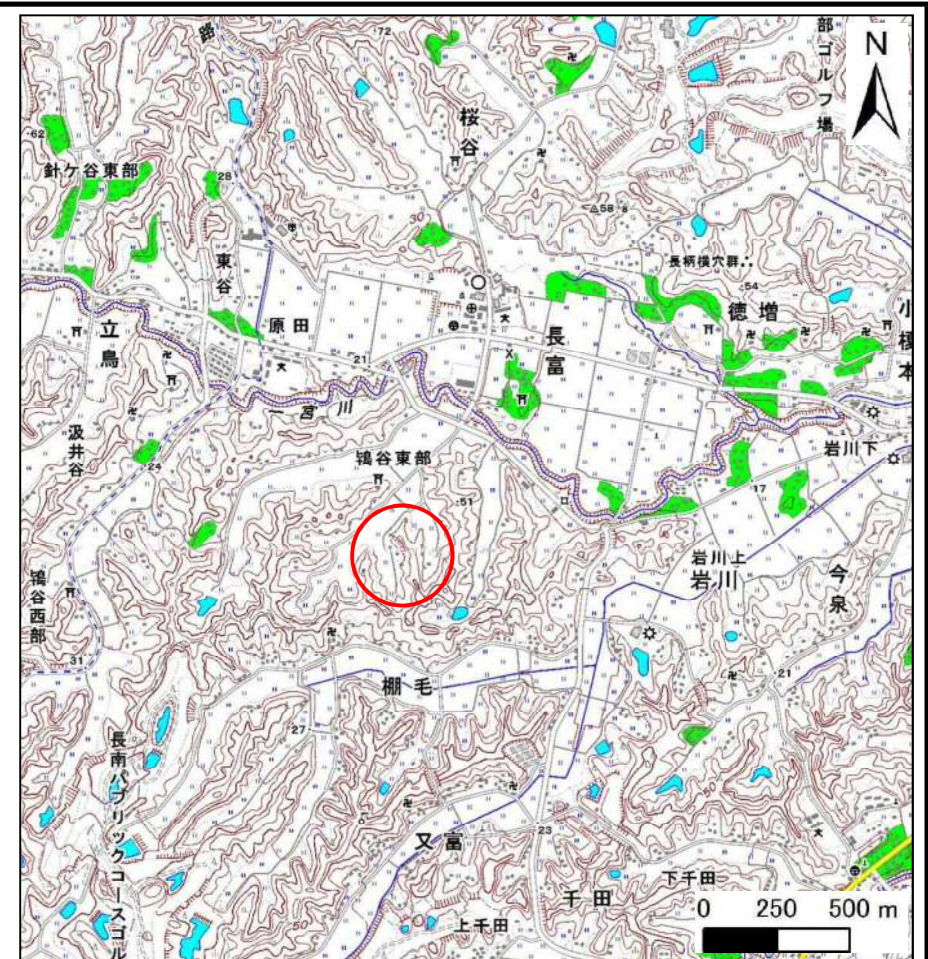 72
部ゴルフ場
N
路
桜谷
62
針ケ谷東部
28
58.8
30
東谷
長柄横穴群
54
徳増
小榎本
立鳥
原田
21
長富
一宮川
汲井谷
24
鴇谷東部
岩川下
51
17
岩川上
岩川
今泉
鴇谷西部
31
棚毛
21
27
長南パブリックコースゴル
50
又富
23
下千田
千田
上千田
0 250 500 m